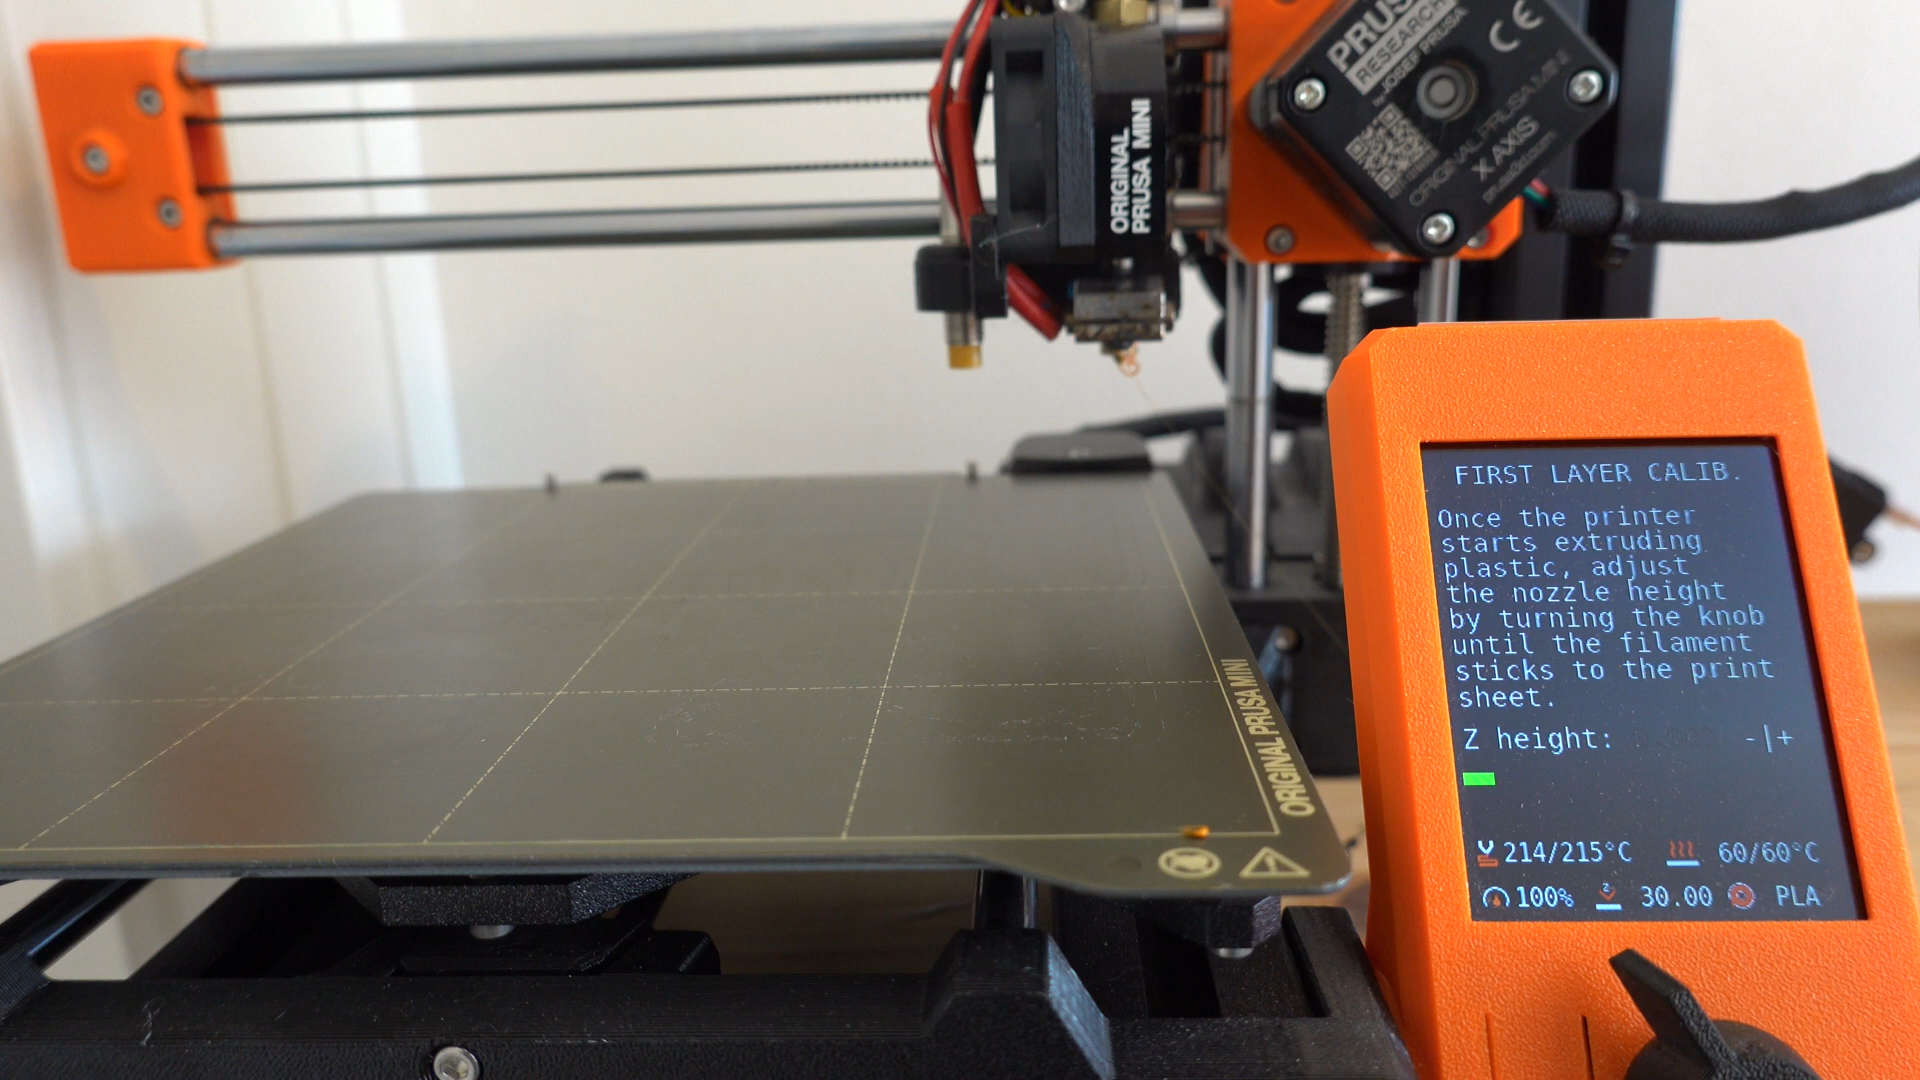 PRUSA
RESEARCH
by JOSEF PRUSA
CE
ORIGINAL PRUSA MINI
X AXIS
prusa3d.com
ORIGINAL
PRUSA MINI
FIRST LAYER CALIB.
Once the printer
starts extruding
plastic, adjust
the nozzle height
by turning the knob
until the filament
sticks to the print
sheet.
Z height: -|+
214/215°C 60/60°C
100% 30.00 PLA
ORIGINAL PRUSA MINI